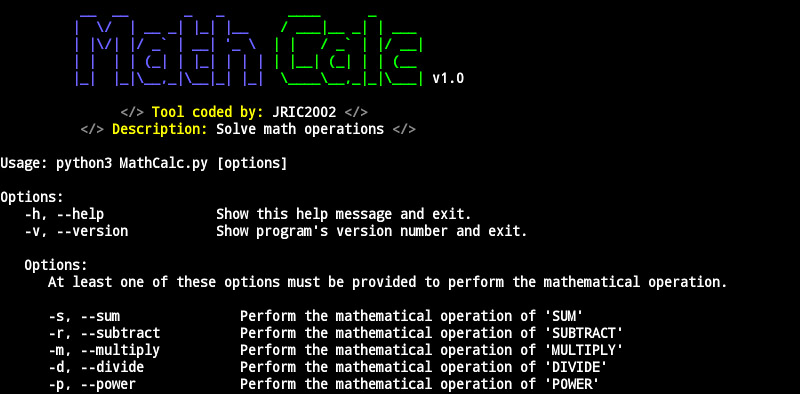 Math Calc v1.0
</> Tool coded by: JRIC2002 </>
</> Description: Solve math operations </>
Usage: python3 MathCalc.py [options]
Options:
-h, --help Show this help message and exit.
-v, --version Show program's version number and exit.
Options:
At least one of these options must be provided to perform the mathematical operation.
-s, --sum Perform the mathematical operation of 'SUM'
-r, --subtract Perform the mathematical operation of 'SUBTRACT'
-m, --multiply Perform the mathematical operation of 'MULTIPLY'
-d, --divide Perform the mathematical operation of 'DIVIDE'
-p, --power Perform the mathematical operation of 'POWER'